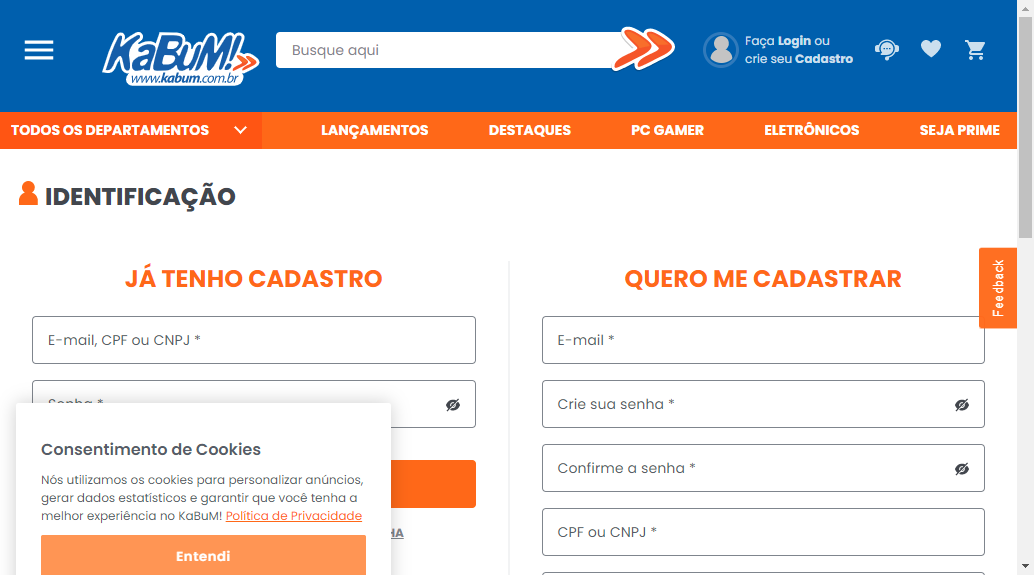 KaBuM!
www.kabum.com.br
Busque aqui
Faça Login ou
crie seu Cadastro
TODOS OS DEPARTAMENTOS
LANÇAMENTOS
DESTAQUES
PC GAMER
ELETRÔNICOS
SEJA PRIME
IDENTIFICAÇÃO
JÁ TENHO CADASTRO
E-mail, CPF ou CNPJ *
Senha *
HA
QUERO ME CADASTRAR
E-mail *
Crie sua senha *
Confirme a senha *
CPF ou CNPJ *
Feedback
Consentimento de Cookies
Nós utilizamos os cookies para personalizar anúncios,
gerar dados estatísticos e garantir que você tenha a
melhor experiência no KaBuM! Política de Privacidade
Entendi